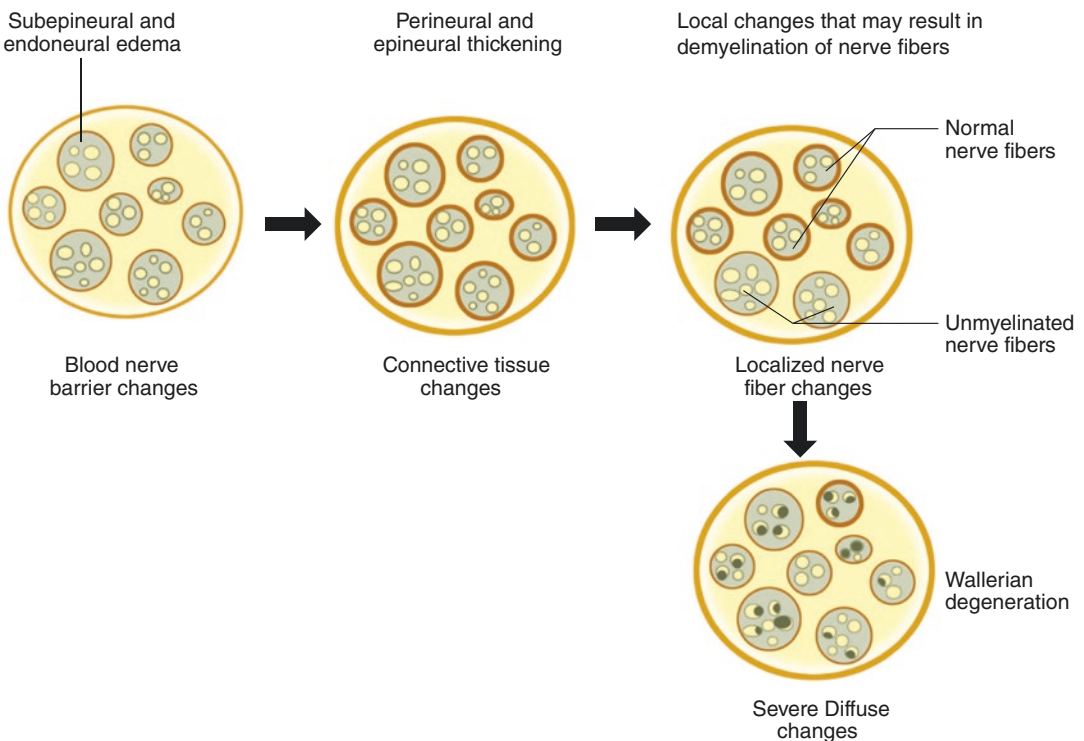 Subepineural and
endoneural edema
Perineural and
epineural thickening
Local changes that may result in
demyelination of nerve fibers
Normal
nerve fibers
Unmyelinated
nerve fibers
Blood nerve
barrier changes
Connective tissue
changes
Localized nerve
fiber changes
Wallerian
degeneration
Severe Diffuse
changes